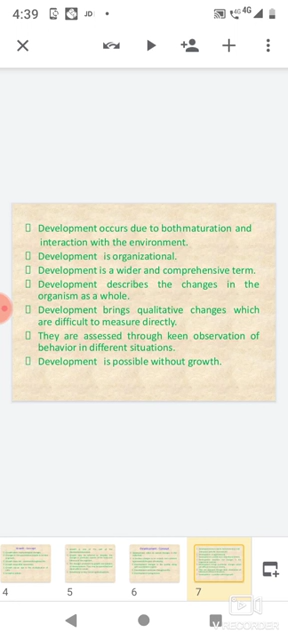 4:39 JD 4G 4G
Development occurs due to both maturation and
interaction with the environment.
Development is organizational.
Development is a wider and comprehensive term.
Development describes the changes in the
organism as a whole.
Development brings qualitative changes which
are difficult to measure directly.
They are assessed through keen observation of
behavior in different situations.
Development is possible without growth.
4 5 6 7
V RECORDER